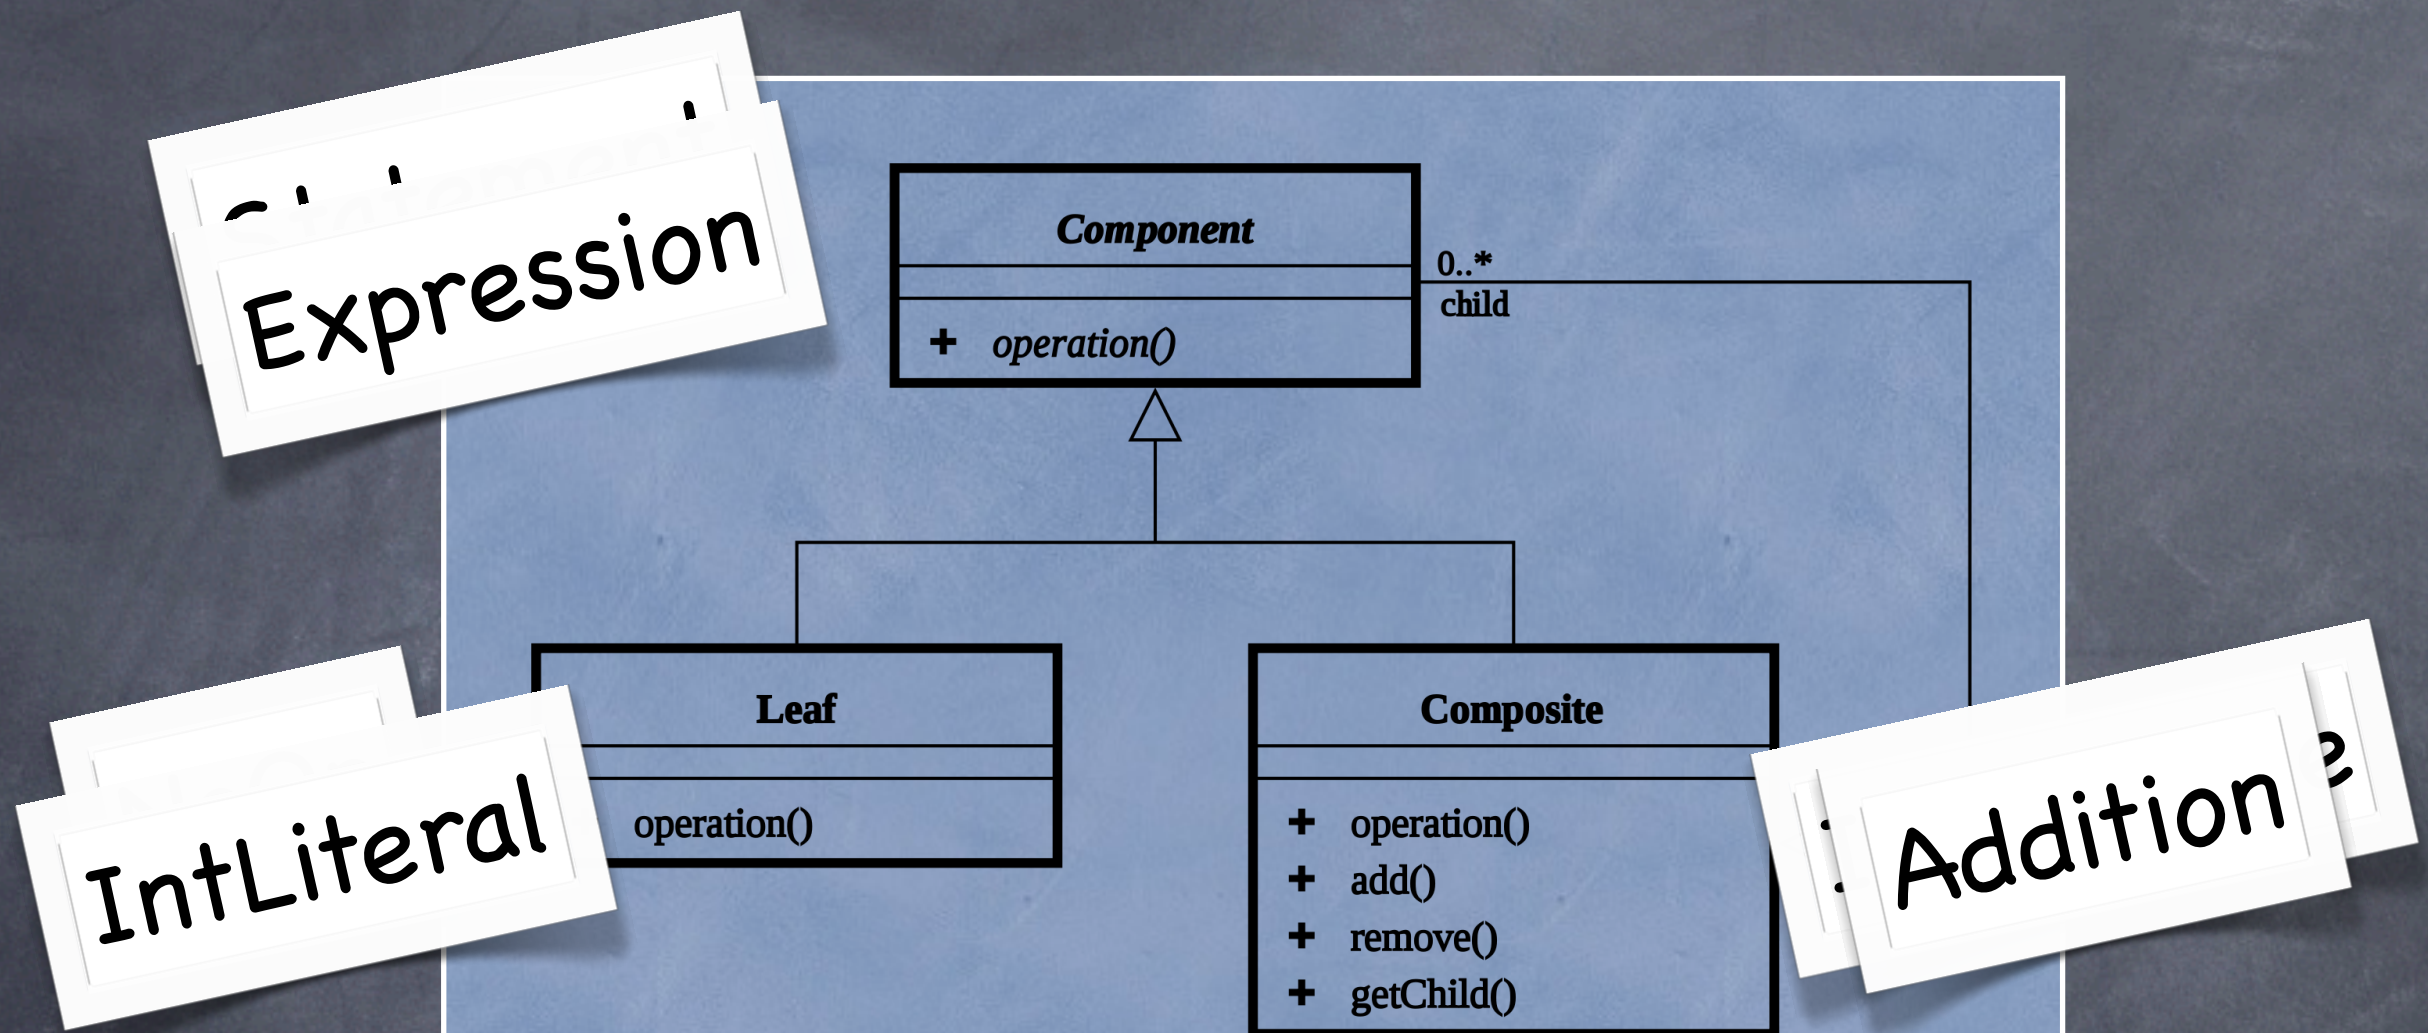 Expression
Component
0..*
child
+ operation()
Leaf
operation()
Composite
+ operation()
+ add()
+ remove()
+ getChild()
IntLiteral
Addition